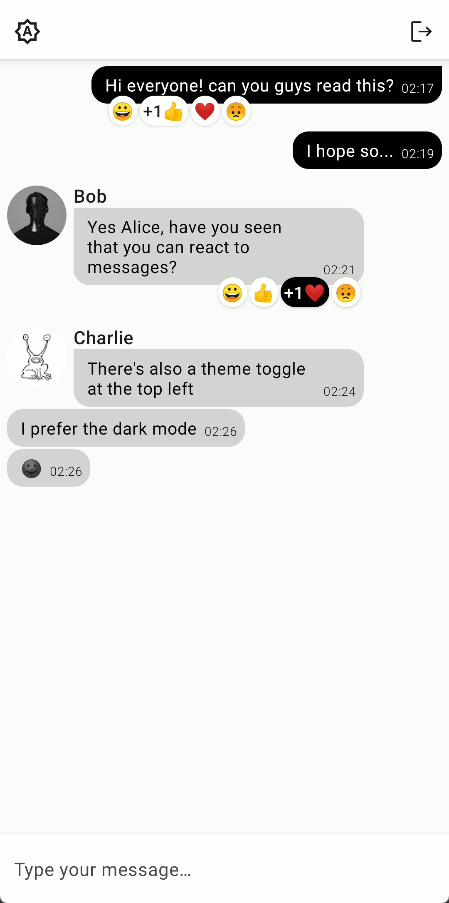 A
Hi everyone! can you guys read this? 02:17
+1
I hope so... 02:19
Bob
Yes Alice, have you seen
that you can react to
messages? 02:21
+1
Charlie
There's also a theme toggle
at the top left 02:24
I prefer the dark mode 02:26
02:26
Type your message…